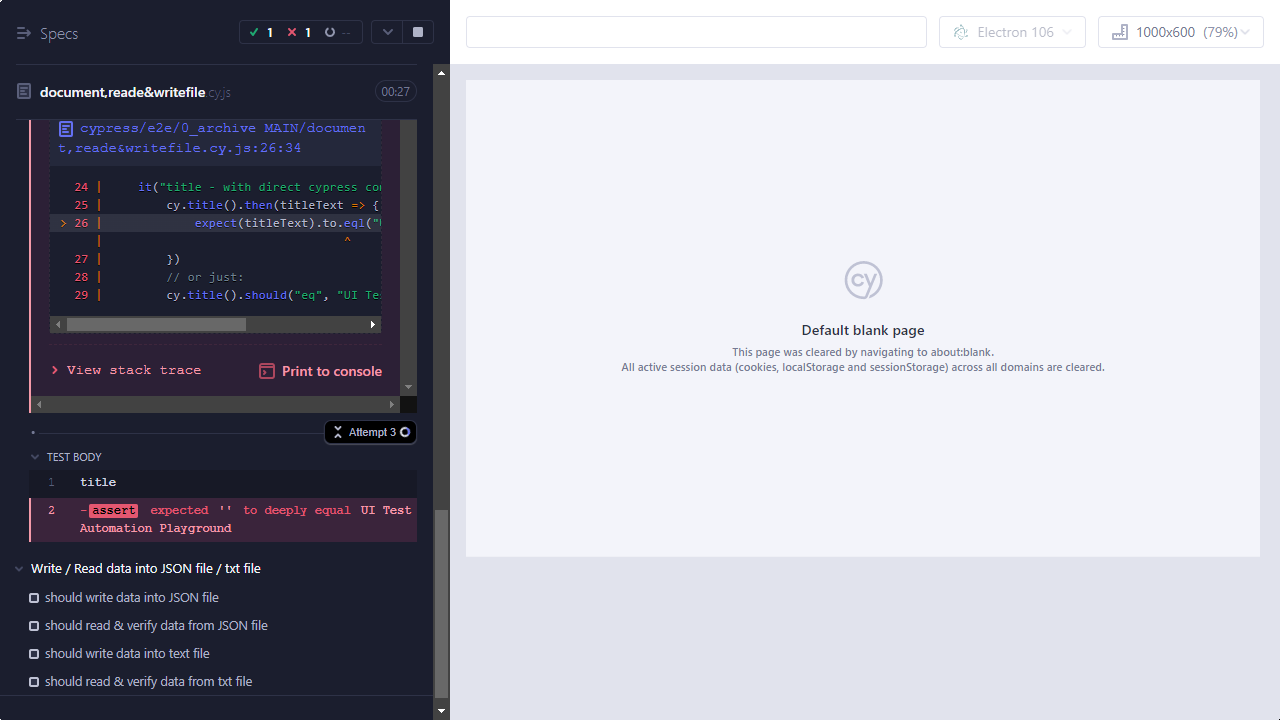 Specs
1
1
--
Electron 106
1000x600 (79%)
document,reade&writefile.cy.js
00:27
cypress/e2e/0_archive MAIN/documen
t,reade&writefile.cy.js:26:34
24 | it("title - with direct cypress co
25 | cy.title().then(titleText => {
> 26 | expect(titleText).to.eql("
| ^
27 | })
28 | // or just:
29 | cy.title().should("eq", "UI Te
> View stack trace
Print to console
Attempt 3
TEST BODY
1 title
2 -assert expected '' to deeply equal UI Test
Automation Playground
Write / Read data into JSON file / txt file
should write data into JSON file
should read & verify data from JSON file
should write data into text file
should read & verify data from txt file
cy
Default blank page
This page was cleared by navigating to about:blank.
All active session data (cookies, localStorage and sessionStorage) across all domains are cleared.